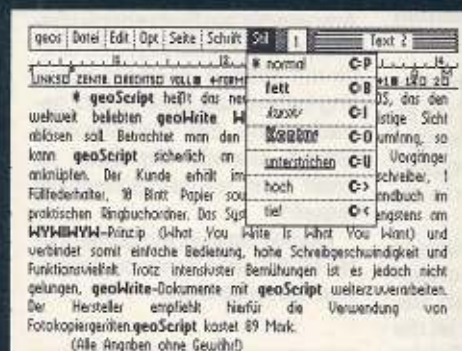 geos Datei Edit Opt Seite Schrift Stil 1 Text 2
LINKS ZENTR. RECHTS VOLL
* normal C-P
fett C-B
kursiv C-I
Kontur C-O
unterstrichen C-U
hoch C->
tief C-<
* geoScript heißt das OS, das den
weltweit beliebten geoWrite istige Sicht
ablösen soll. Betrachtet man den umfang, so
kann geoScript sicherlich an Vorgänger
anknüpfen. Der Kunde erhält im schreiber, 1
Füllfederhalter, 10 Blatt Papier ndbuch im
praktischen Ringbuchordner. Das Sys engstens am
WYWIWYW-Prinzip (What You Write Is What You Want) und
verbindet somit einfache Bedienung, hohe Schreibgeschwindigkeit und
Funktionsvielfalt. Trotz intensivster Bemühungen ist es jedoch nicht
gelungen, geoWrite-Dokumente mit geoScript weiterzuverarbeiten.
Der Hersteller empfiehlt hierfür die Verwendung von
Fotokopiergeräten.geoScript kostet 89 Mark.
(Alle Angaben ohne Gewähr!)